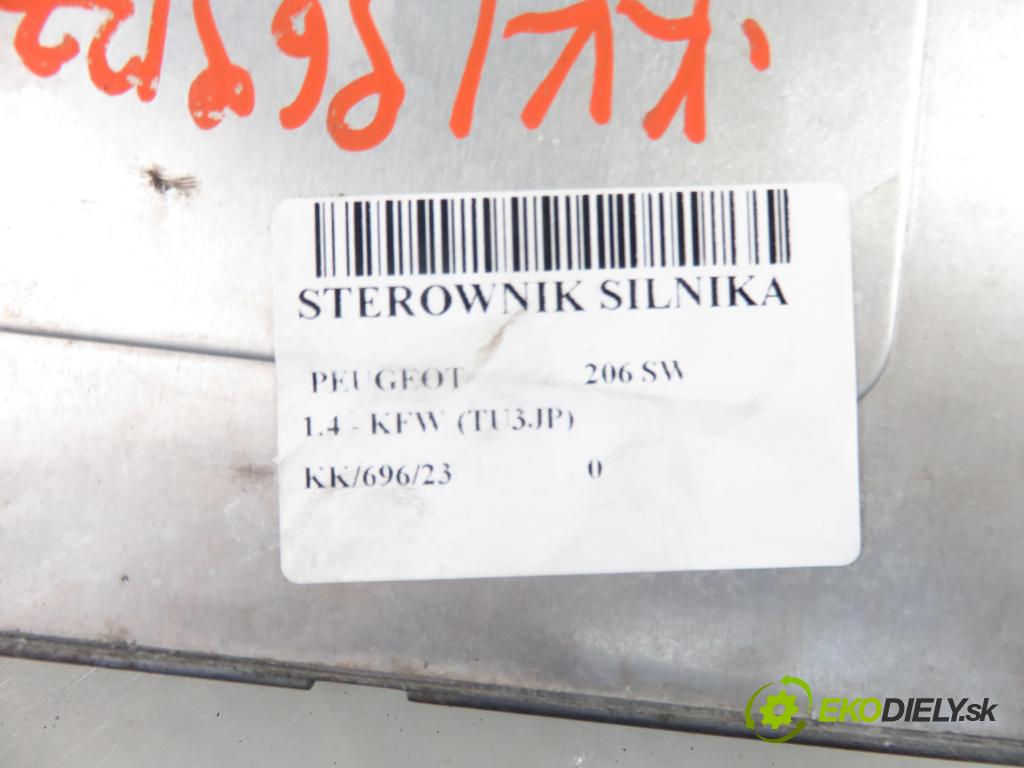 STEROWNIK SILNIKA
PEUGEOT 206 SW
1.4 - KFW (TU3JP)
KK/696/23 0
EKODIELY.sk